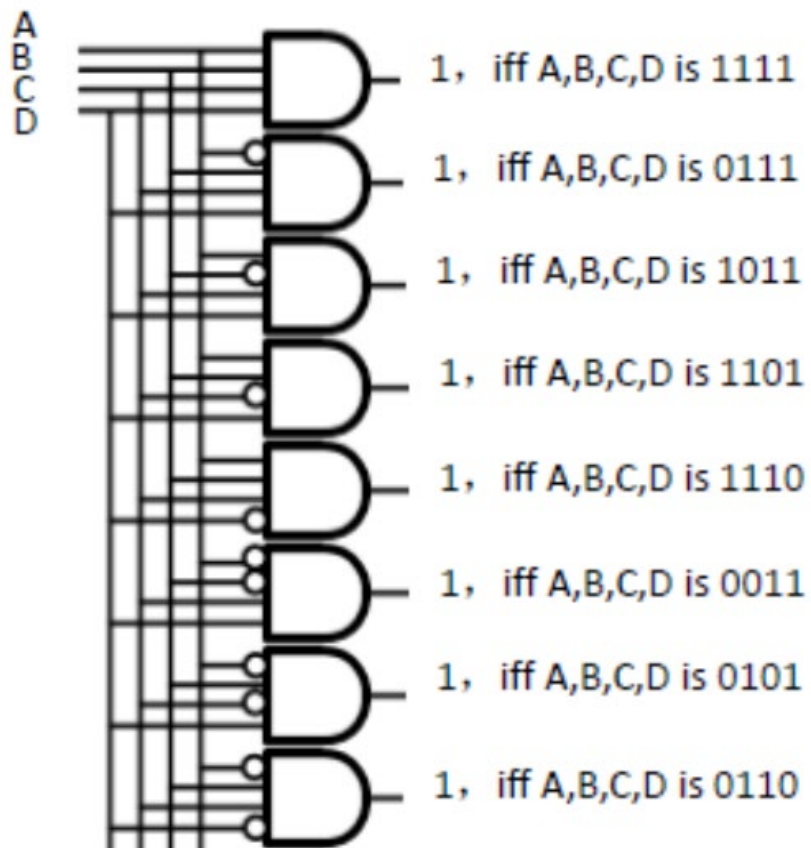 A
B
C
D
1， iff A,B,C,D is 1111
1， iff A,B,C,D is 0111
1， iff A,B,C,D is 1011
1， iff A,B,C,D is 1101
1， iff A,B,C,D is 1110
1， iff A,B,C,D is 0011
1， iff A,B,C,D is 0101
1， iff A,B,C,D is 0110